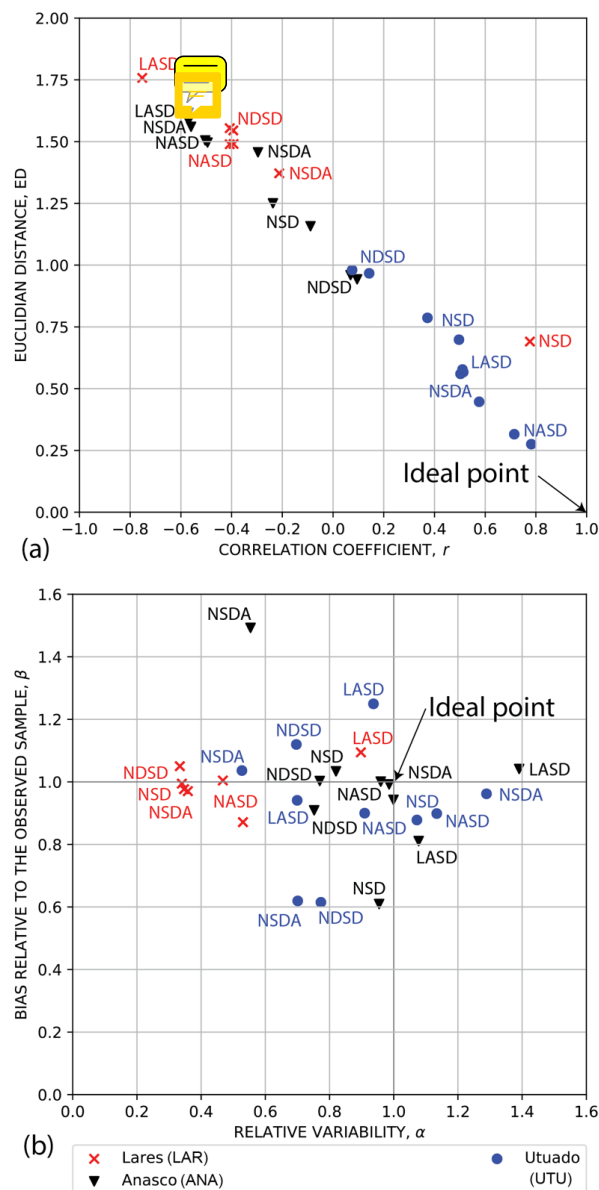 2.00
1.75
1.50
1.25
1.00
0.75
0.50
0.25
0.00
EUCLIDIAN DISTANCE, ED
LASD
LASD
NSDA
NASD
NDSD
NASD
NSDA
NSDA
NSD
NDSD
NDSD
NSD
NSD
LASD
NSDA
NASD
Ideal point
−1.0 −0.8 −0.6 −0.4 −0.2 0.0 0.2 0.4 0.6 0.8 1.0
CORRELATION COEFFICIENT, r
(a)
1.6
1.4
1.2
1.0
0.8
0.6
0.4
0.2
0.0
BIAS RELATIVE TO THE OBSERVED SAMPLE, β
NSDA
LASD
Ideal point
NDSD
NSD
LASD
NSDA
NDSD
NDSD
NSDA
LASD
NSD
NASD
NASD
NSD
NSDA
NSDA
LASD
NDSD
NASD
NASD
LASD
NSD
NSDA
NDSD
0.0 0.2 0.4 0.6 0.8 1.0 1.2 1.4 1.6
RELATIVE VARIABILITY, α
(b)
Lares (LAR)
Anasco (ANA)
Utuado
(UTU)